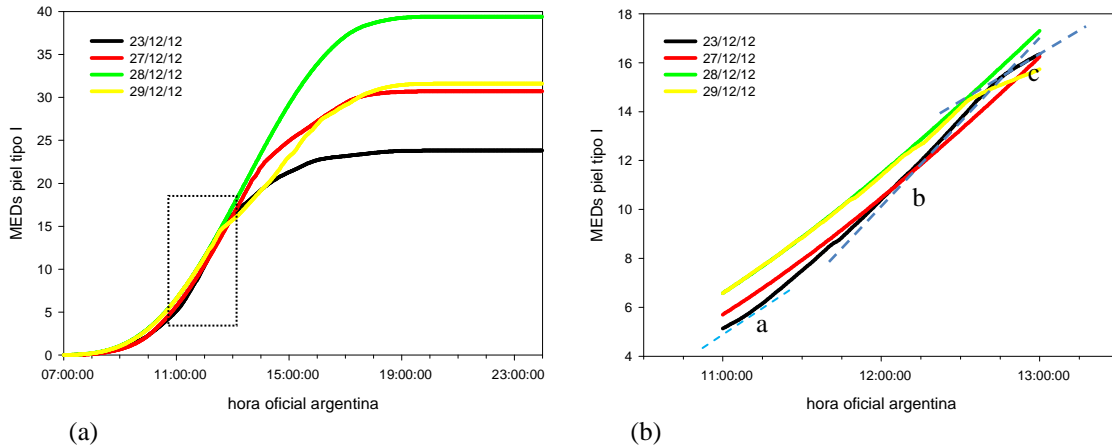 40
35
30
25
20
15
10
5
0
MEDs piel tipo I
23/12/12
27/12/12
28/12/12
29/12/12
07:00:00 11:00:00 15:00:00 19:00:00 23:00:00
hora oficial argentina
(a)
18
16
14
12
10
8
6
4
MEDs piel tipo I
23/12/12
27/12/12
28/12/12
29/12/12
a
b
c
11:00:00 12:00:00 13:00:00
hora oficial argentina
(b)